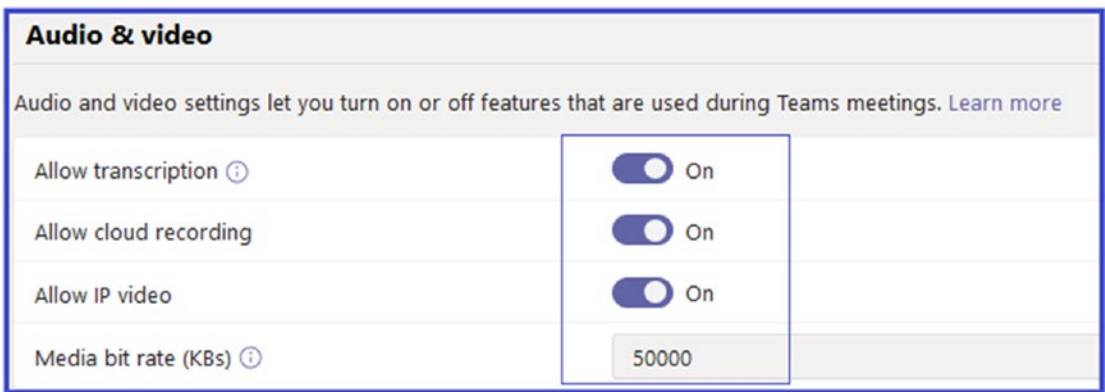 Audio & video
Audio and video settings let you turn on or off features that are used during Teams meetings. Learn more
Allow transcription On
Allow cloud recording On
Allow IP video On
Media bit rate (KBs) 50000